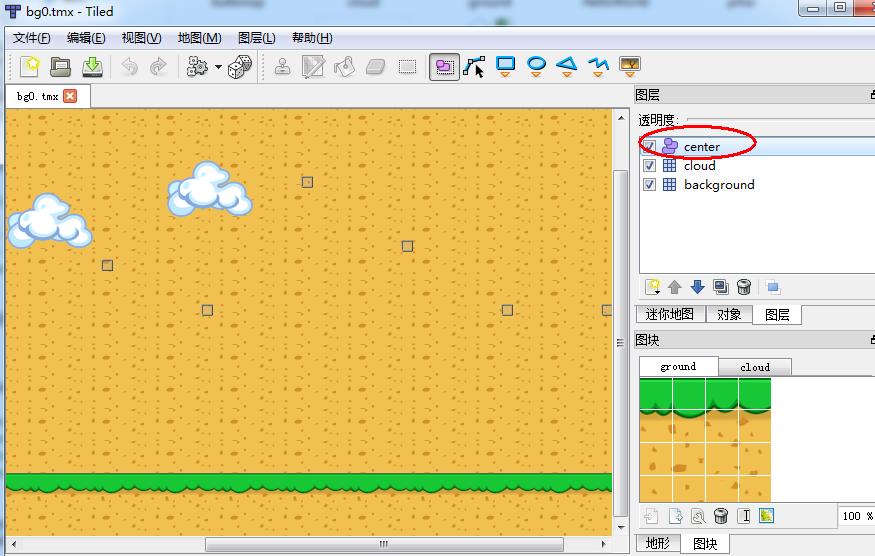 bg0.tmx - Tiled
文件(F) 编辑(E) 视图(V) 地图(M) 图层(L) 帮助(H)
bg0.tmx
图层
透明度:
center
cloud
background
迷你地图 对象 图层
图块
ground cloud
100 %
地形 图块